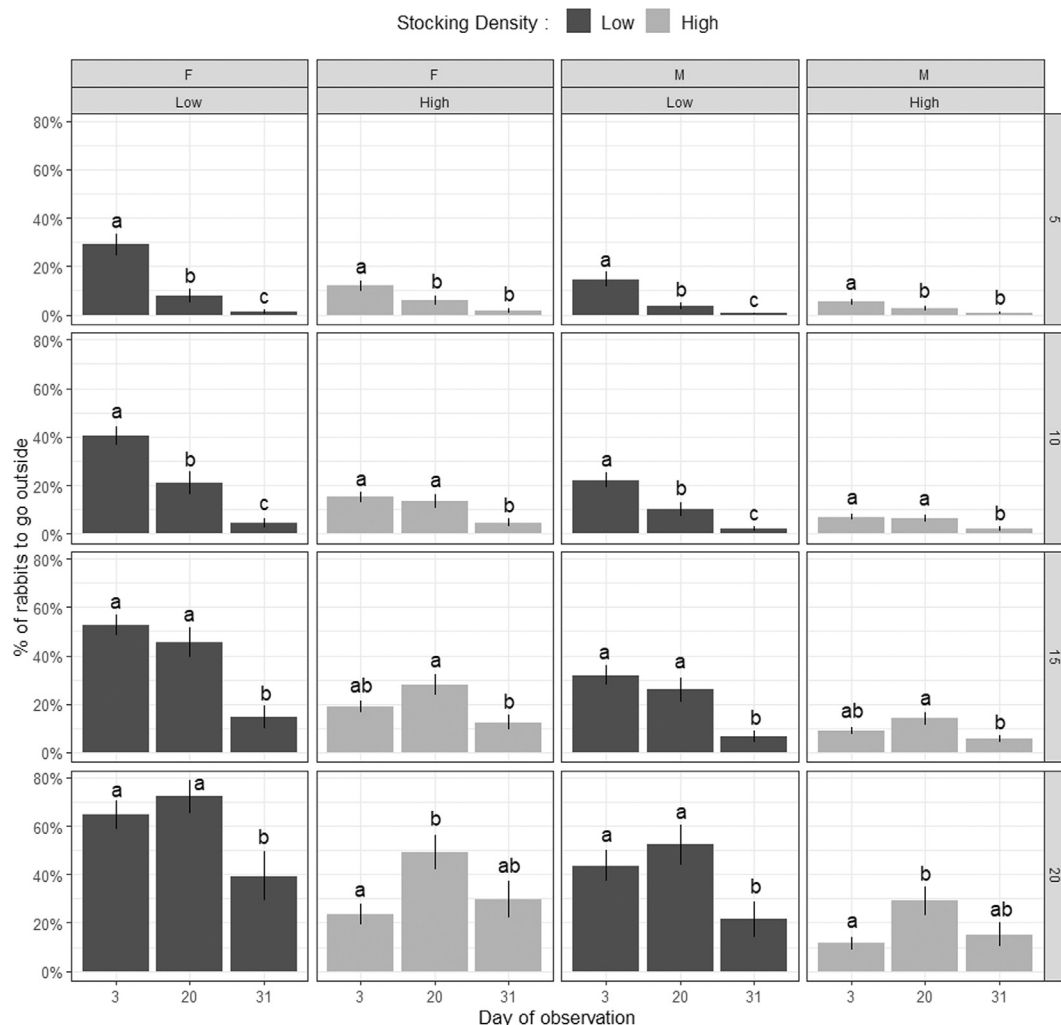 Stocking Density : Low High
F F M M
Low High Low High
80%
60%
40%
20%
0%
a b c
a b b
a b c
a b b
5
80%
60%
40%
20%
0%
a b c
a a b
a b c
a a b
10
80%
60%
40%
20%
0%
a a b
ab a b
a a b
ab a b
15
80%
60%
40%
20%
0%
a a b
a b ab
a a b
a b ab
20
% of rabbits to go outside
3 20 31 3 20 31 3 20 31 3 20 31
Day of observation